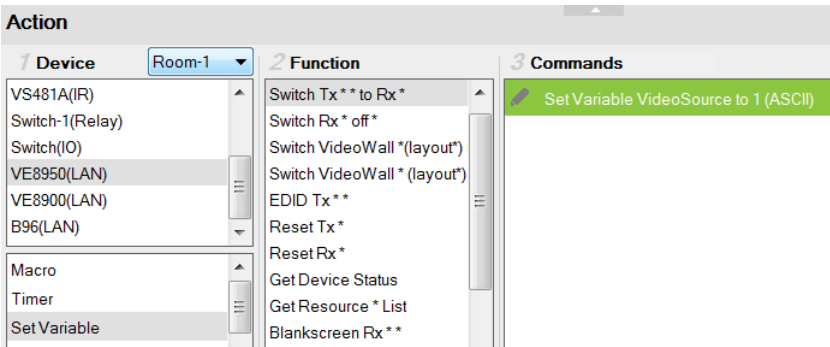 Action
1 Device
Room-1
VS481A(IR)
Switch-1(Relay)
Switch(IO)
VE8950(LAN)
VE8900(LAN)
B96(LAN)
Macro
Timer
Set Variable
2 Function
Switch Tx * * to Rx *
Switch Rx * off *
Switch VideoWall *(layout*)
Switch VideoWall * (layout*)
EDID Tx * *
Reset Tx *
Reset Rx *
Get Device Status
Get Resource * List
Blankscreen Rx * *
3 Commands
Set Variable VideoSource to 1 (ASCII)